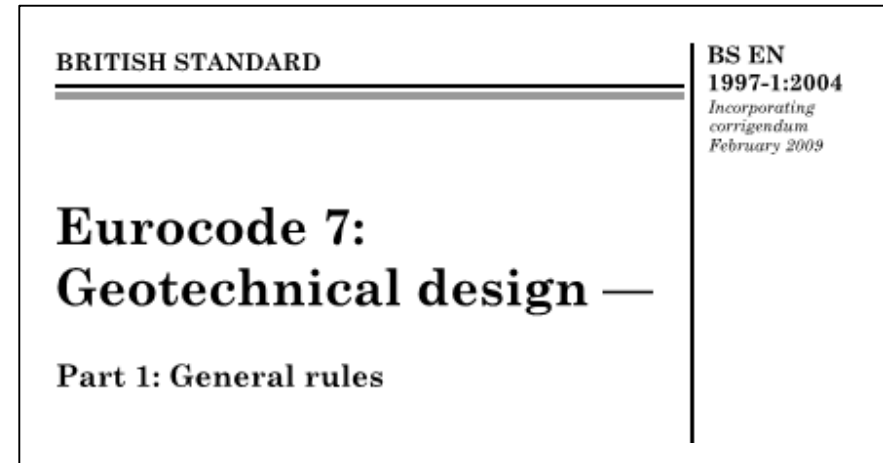 BRITISH STANDARD
BS EN
1997-1:2004
Incorporating
corrigendum
February 2009
Eurocode 7:
Geotechnical design —
Part 1: General rules